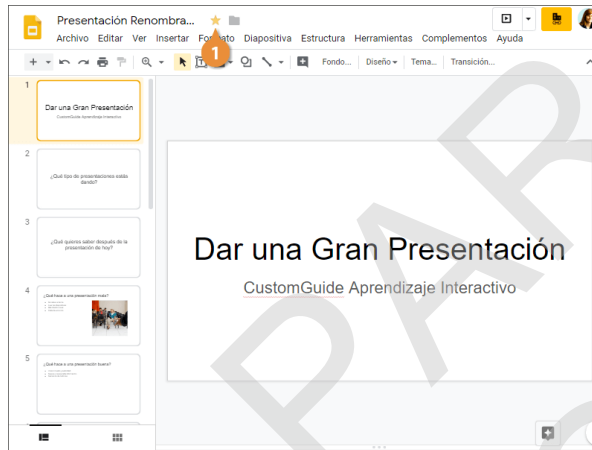 Presentación Renombra...
Archivo Editar Ver Insertar Formato Diapositiva Estructura Herramientas Complementos Ayuda
Fondo... Diseño Tema... Transición...
1
1
Dar una Gran Presentación
CustomGuide Aprendizaje Interactivo
2
¿Qué tipo de presentaciones estás
dando?
3
¿Qué quieres saber después de la
presentación de hoy?
4
¿Qué hace a una presentación mala?
5
¿Qué hace a una presentación buena?
Dar una Gran Presentación
CustomGuide Aprendizaje Interactivo